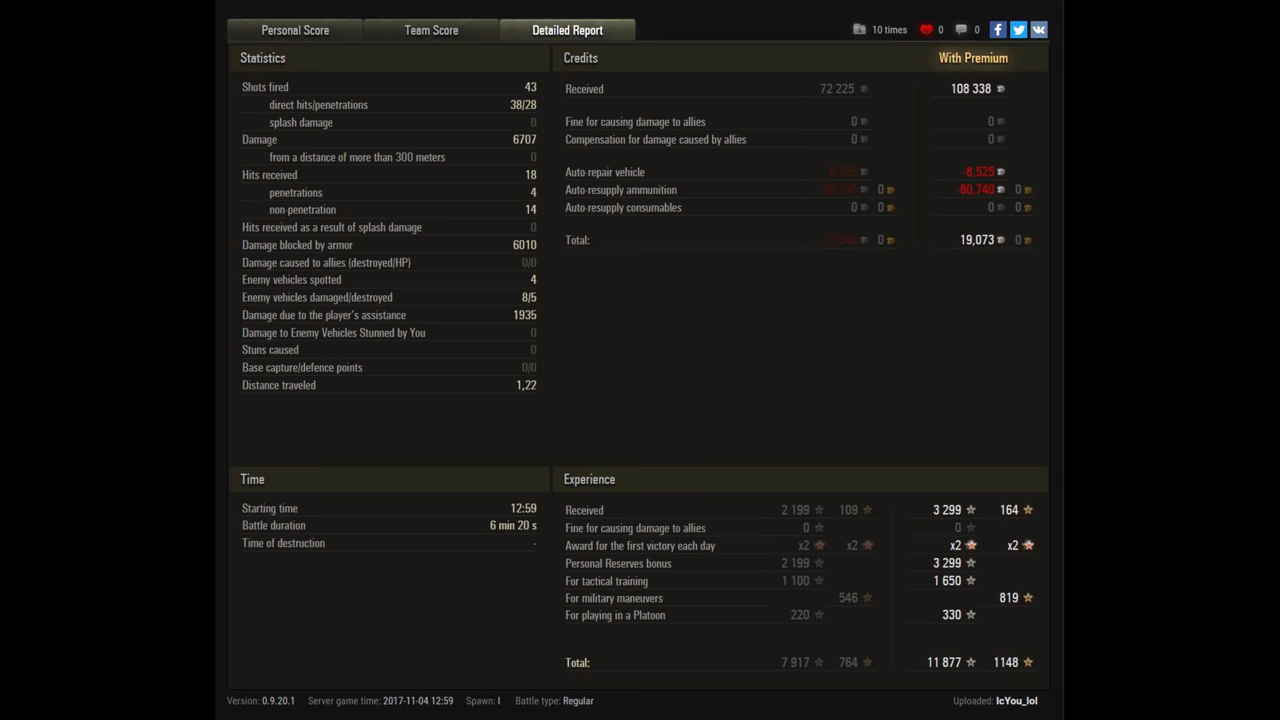 Personal Score Team Score Detailed Report 10 times 0 0
Statistics
Shots fired 43
direct hits/penetrations 38/28
splash damage 0
Damage 6707
from a distance of more than 300 meters 0
Hits received 18
penetrations 4
non-penetration 14
Hits received as a result of splash damage 0
Damage blocked by armor 6010
Damage caused to allies (destroyed/HP) 0/0
Enemy vehicles spotted 4
Enemy vehicles damaged/destroyed 8/5
Damage due to the player's assistance 1935
Damage to Enemy Vehicles Stunned by You 0
Stuns caused 0
Base capture/defence points 0/0
Distance traveled 1,22
Credits With Premium
Received 72 225 108 338
Fine for causing damage to allies 0 0
Compensation for damage caused by allies 0 0
Auto-repair vehicle -8,525 -8,525
Auto-resupply ammunition -80,740 0 -80,740 0
Auto-resupply consumables 0 0 0 0
Total: 0 19,073 0
Time
Starting time 12:59
Battle duration 6 min 20 s
Time of destruction -
Experience
Received 2 199 109 3 299 164
Fine for causing damage to allies 0 0
Award for the first victory each day x2 x2 x2 x2
Personal Reserves bonus 2 199 3 299
For tactical training 1 100 1 650
For military maneuvers 546 819
For playing in a Platoon 220 330
Total: 7 917 764 11 877 1148
Version: 0.9.20.1 Server game time: 2017-11-04 12:59 Spawn: I Battle type: Regular Uploaded: IcYou_lol